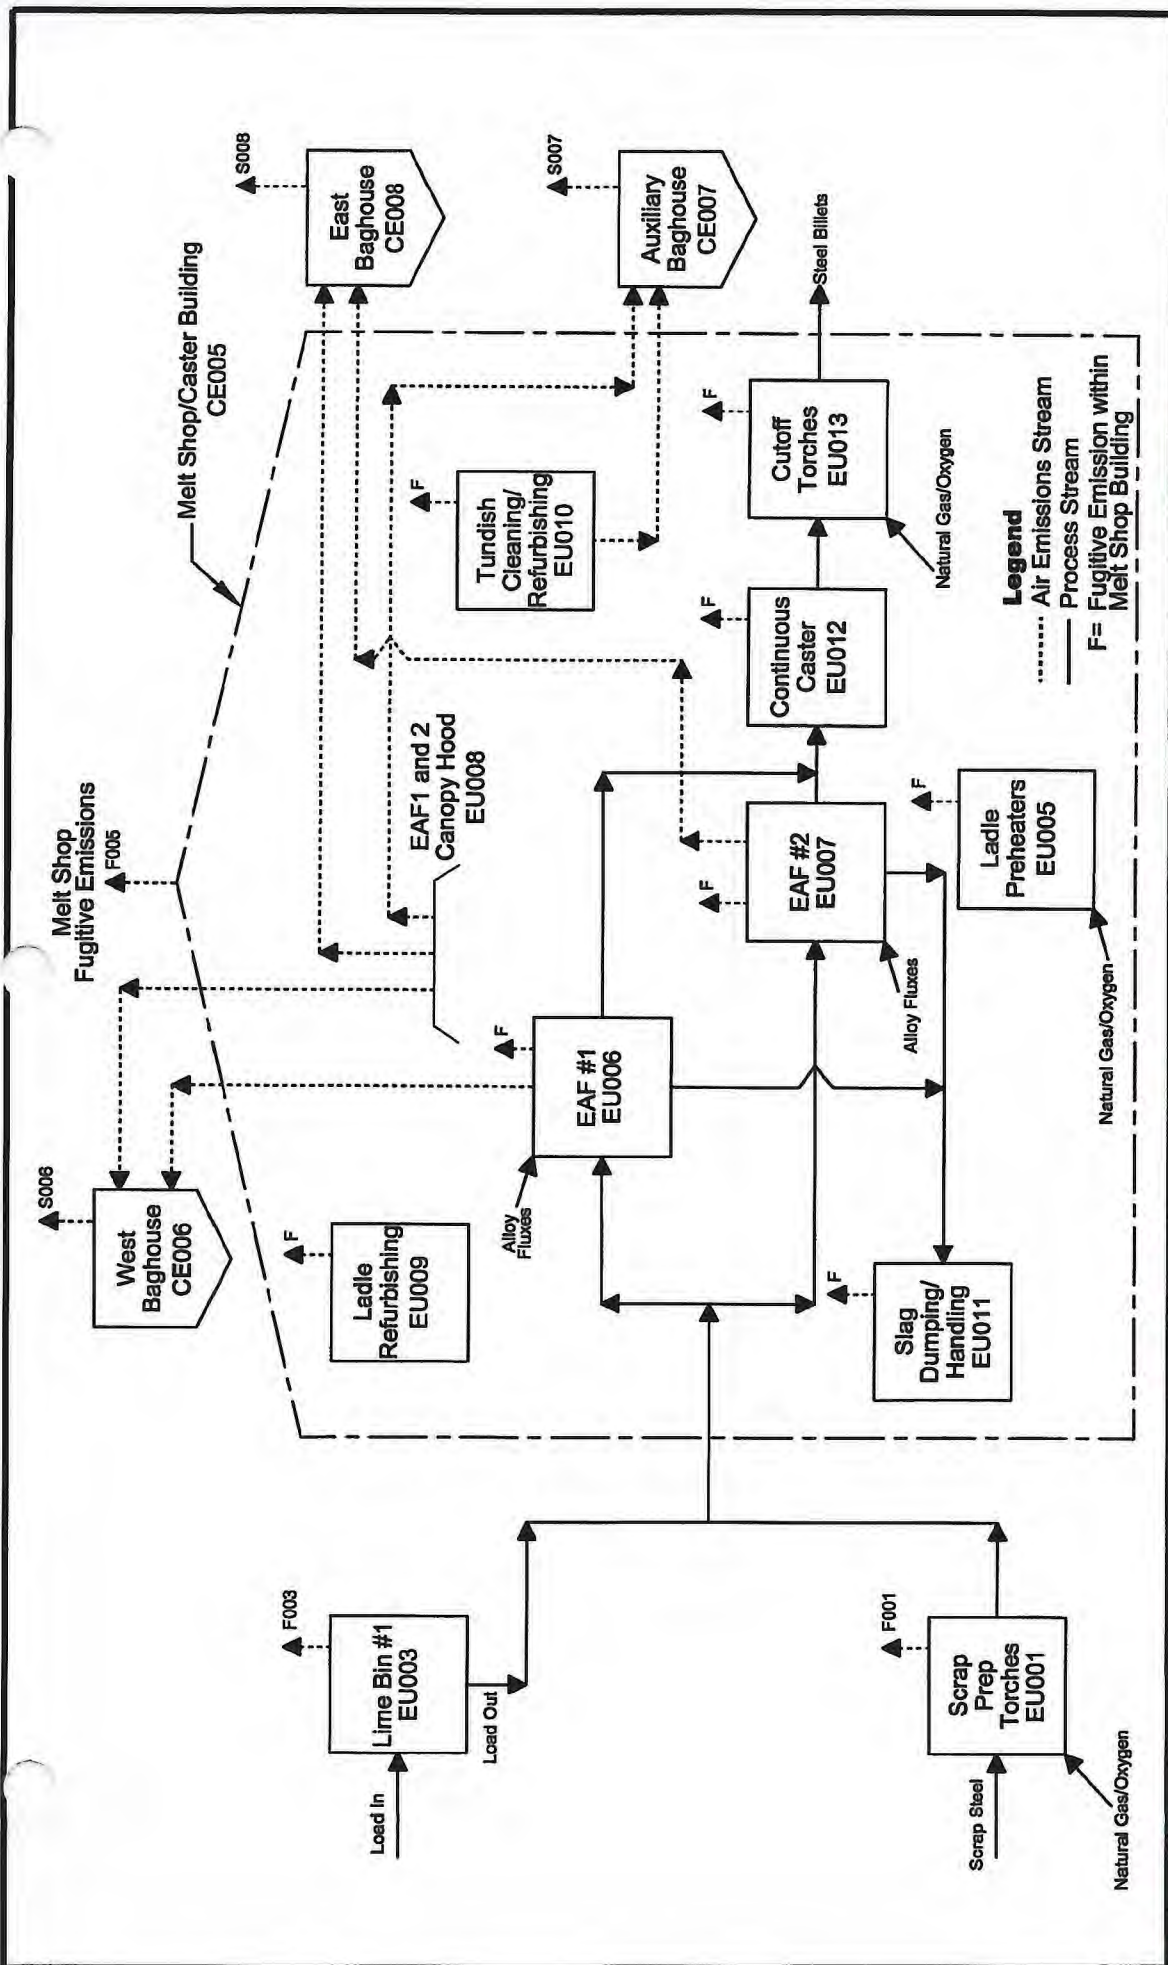 Melt Shop
Fugitive Emissions
F005
Melt Shop/Caster Building
CE005
S006
West
Baghouse
CE006
S008
East
Baghouse
CE008
S007
Auxiliary
Baghouse
CE007
F003
Lime Bin #1
EU003
Load In
Load Out
F
Ladle
Refurbishing
EU009
EAF1 and 2
Canopy Hood
EU008
F
Tundish
Cleaning/
Refurbishing
EU010
F
EAF #1
EU006
Alloy
Fluxes
F
EAF #2
EU007
Alloy Fluxes
F
Continuous
Caster
EU012
F
Cutoff
Torches
EU013
Natural Gas/Oxygen
Steel Billets
F001
Scrap
Prep
Torches
EU001
Scrap Steel
Natural Gas/Oxygen
F
Slag
Dumping/
Handling
EU011
F
Ladle
Preheaters
EU005
Natural Gas/Oxygen
Legend
Air Emissions Stream
Process Stream
F= Fugitive Emission within
Melt Shop Building